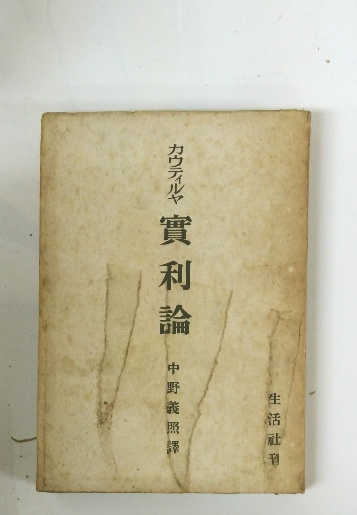 カウティルヤ
實利論
中野義照譯
生活社刊